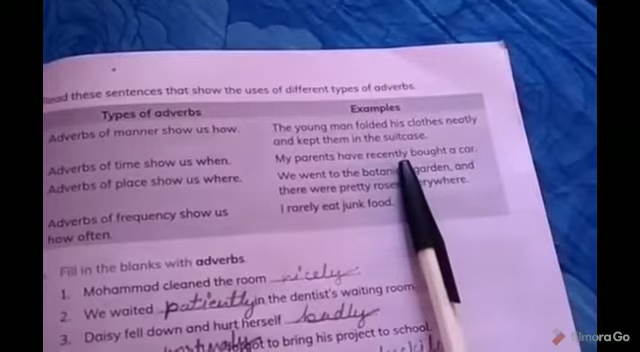 Read these sentences that show the uses of different types of adverbs.
Types of adverbs
Examples
Adverbs of manner show us how.
The young man folded his clothes neatly
and kept them in the suitcase.
Adverbs of time show us when.
My parents have recently bought a car.
Adverbs of place show us where.
We went to the garden, and
there were pretty
Adverbs of frequency show us
how often.
I rarely eat junk food.
Fill in the blanks with adverbs.
1. Mohammad cleaned the room nicely
2. We waited patiently in the dentist's waiting room.
3. Daisy fell down and hurt herself badly
to bring his project to school.
filmora Go